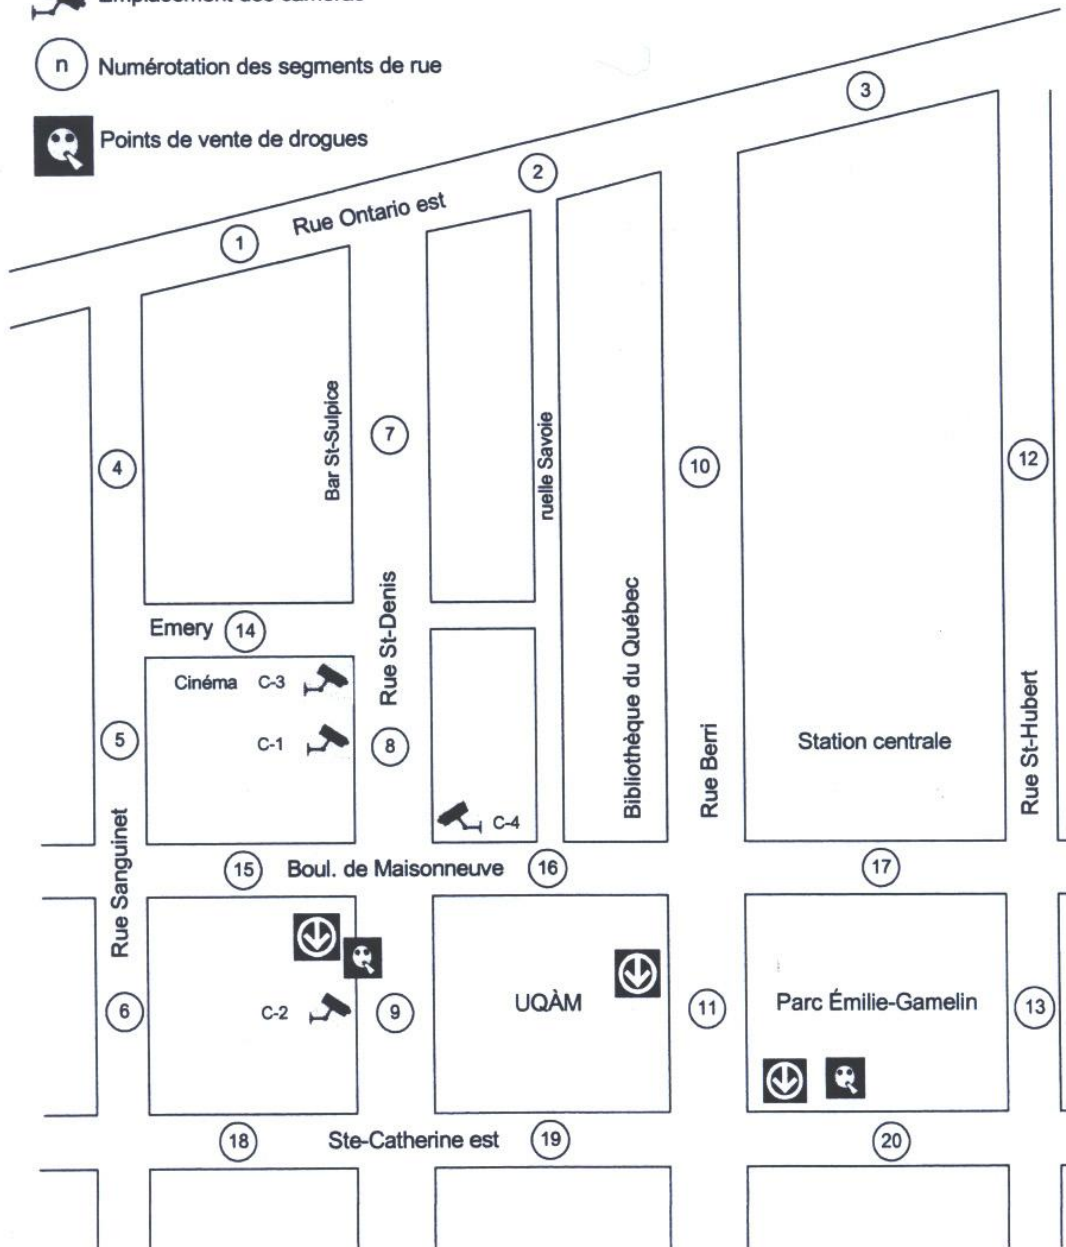 Emplacement des caméras
n Numérotation des segments de rue
Points de vente de drogues
3
2
Rue Ontario est
1
Bar St-Sulpice
7
ruelle Savoie
4
10
12
Emery 14
Rue St-Denis
Bibliothèque du Québec
Cinéma C-3
5
C-1
8
Rue Berri
Station centrale
Rue St-Hubert
C-4
Rue Sanguinet
15 Boul. de Maisonneuve 16
17
6
C-2
9
UQÀM
11
Parc Émilie-Gamelin
13
18 Ste-Catherine est 19
20